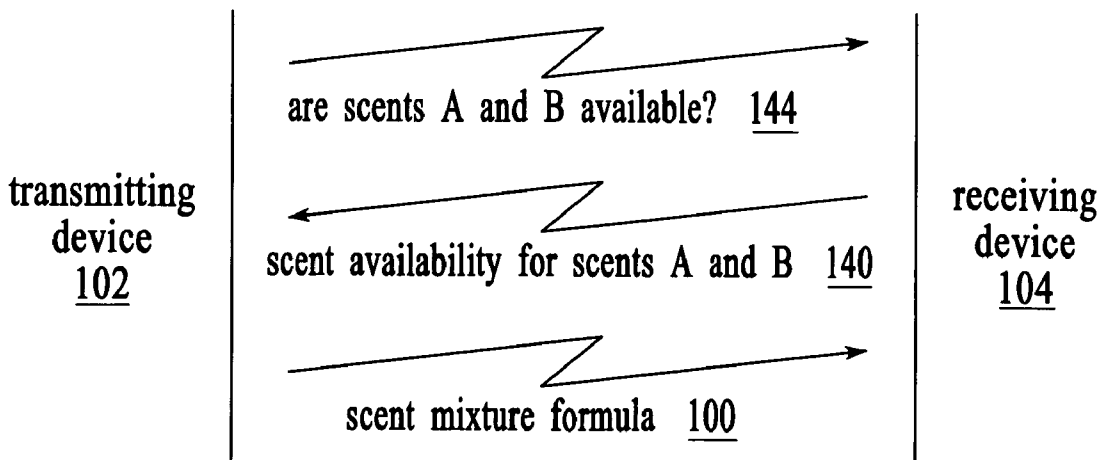 are scents A and B available? 144
transmitting
device
102
scent availability for scents A and B 140
receiving
device
104
scent mixture formula 100